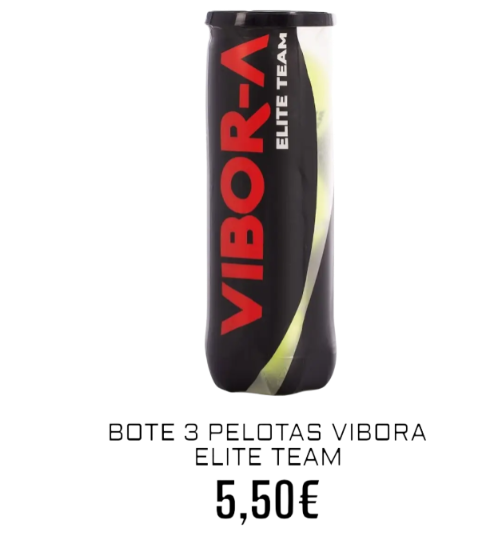 VIBOR-A
ELITE TEAM
BOTE 3 PELOTAS VIBORA
ELITE TEAM
5,50€